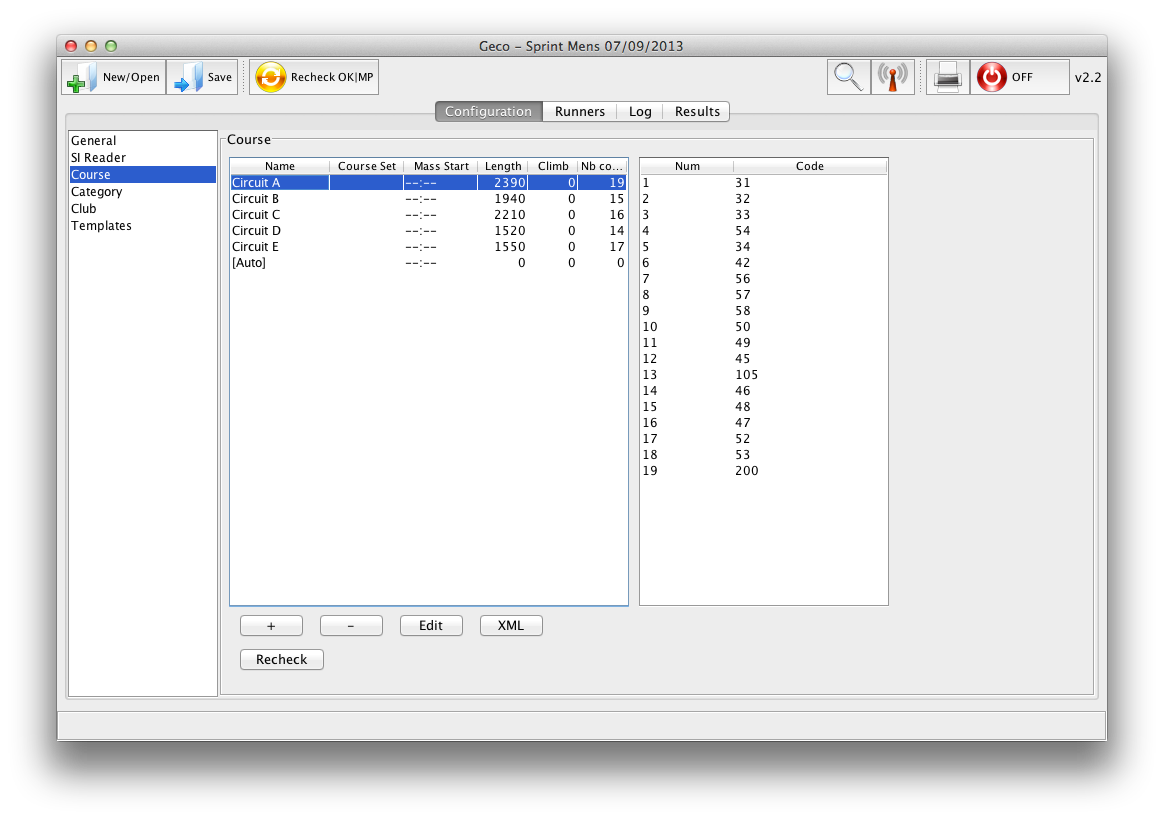 Geco – Sprint Mens 07/09/2013
New/Open Save Recheck OK|MP OFF v2.2
Configuration Runners Log Results
General
SI Reader
Course
Category
Club
Templates
Course
Name Course Set Mass Start Length Climb Nb co...
Circuit A --:-- 2390 0 19
Circuit B --:-- 1940 0 15
Circuit C --:-- 2210 0 16
Circuit D --:-- 1520 0 14
Circuit E --:-- 1550 0 17
[Auto] --:-- 0 0 0
Num Code
1 31
2 32
3 33
4 54
5 34
6 42
7 56
8 57
9 58
10 50
11 49
12 45
13 105
14 46
15 48
16 47
17 52
18 53
19 200
+ - Edit XML
Recheck